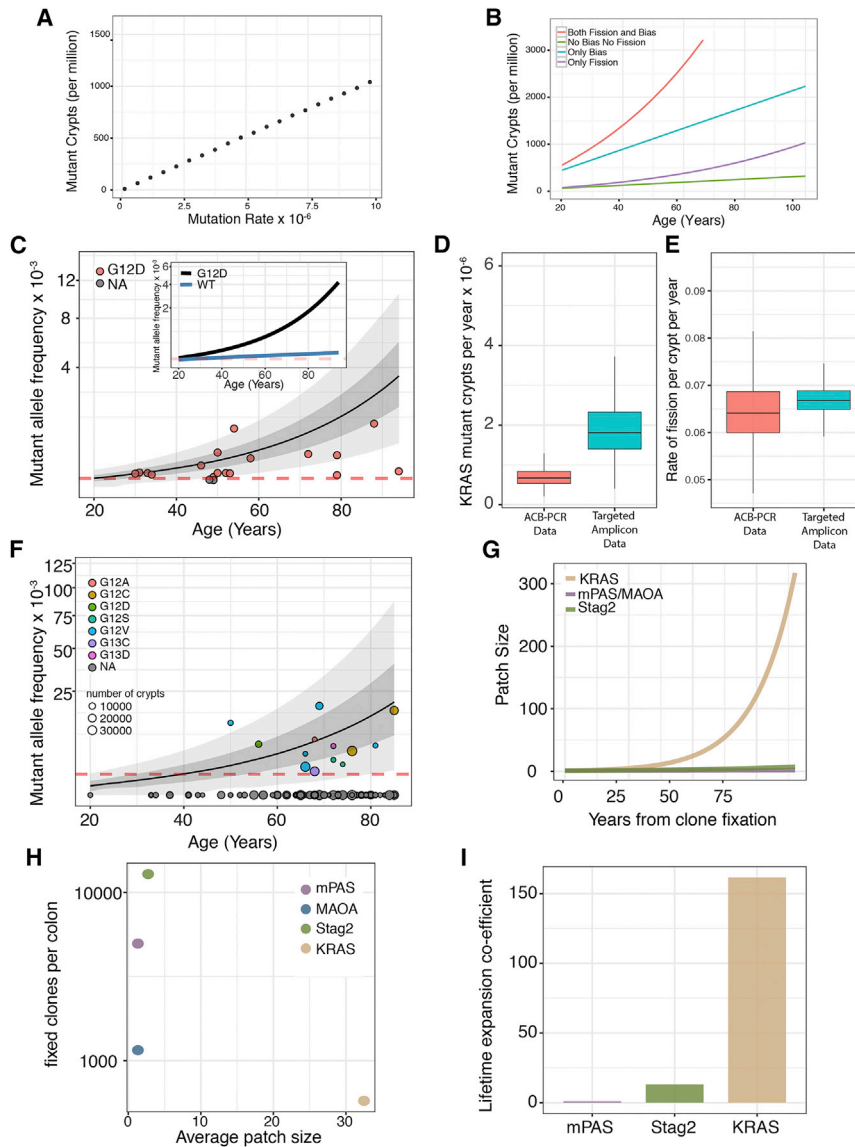 A
Mutant Crypts (per million)
1500
1000
500
0
0
2.5
5
7.5
10
Mutation Rate x 10-6
B
Mutant Crypts (per million)
Both Fission and Bias
No Bias No Fission
Only Bias
Only Fission
3000
2000
1000
0
20
40
60
80
100
Age (Years)
C
Mutant allele frequency x 10-3
G12D
NA
12
8
4
Mutant allele frequency x 10-3
G12D
WT
6
4
2
20
40
60
80
Age (Years)
20
40
60
80
Age (Years)
D
KRAS mutant crypts per year x 10-6
6
4
2
0
ACB-PCR
Data
Targeted
Amplicon
Data
E
Rate of fission per crypt per year
0.09
0.08
0.07
0.06
0.05
ACB-PCR
Data
Targeted
Amplicon
Data
F
Mutant allele frequency x 10-3
125
100
75
50
25
G12A
G12C
G12D
G12S
G12V
G13C
G13D
NA
number of crypts
10000
20000
30000
20
40
60
80
Age (Years)
G
Patch Size
KRAS
mPAS/MAOA
Stag2
300
200
100
0
0
25
50
75
Years from clone fixation
H
fixed clones per colon
10000
1000
mPAS
MAOA
Stag2
KRAS
0
10
20
30
Average patch size
I
Lifetime expansion co-efficient
150
100
50
0
mPAS
Stag2
KRAS